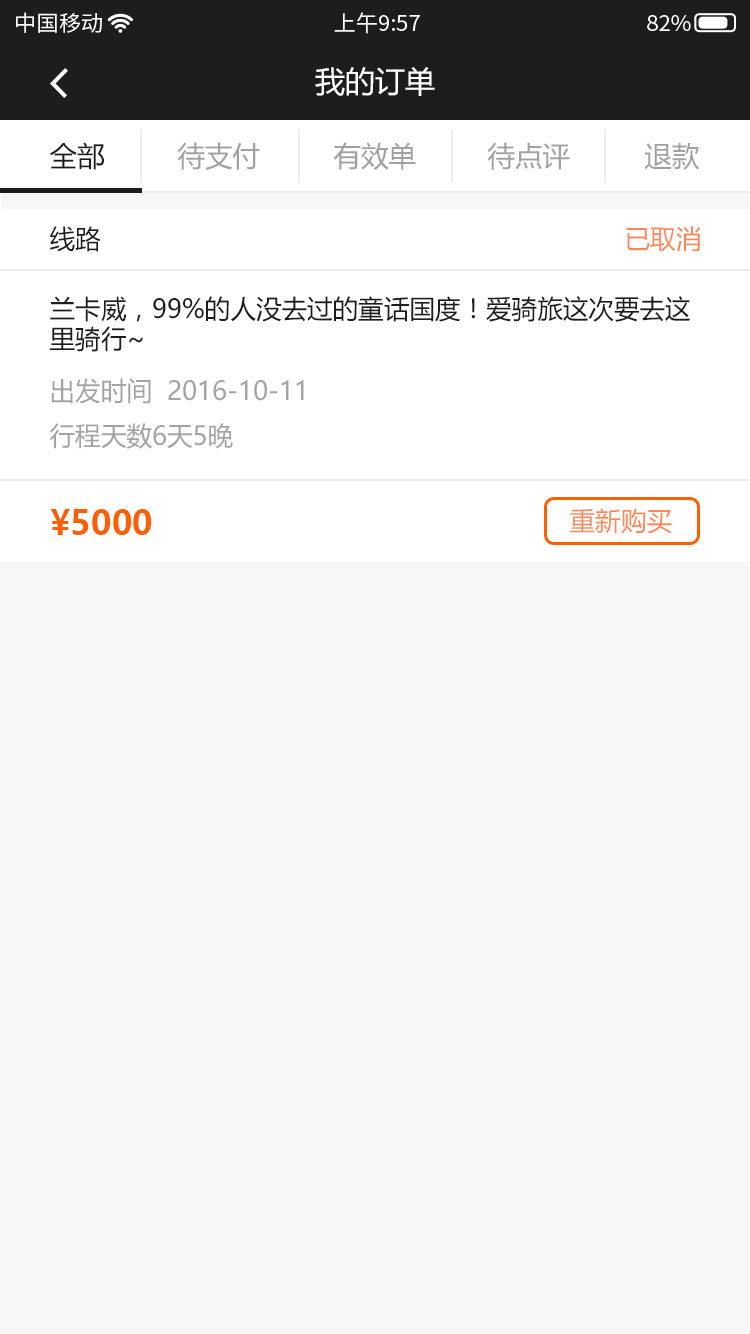 中国移动 上午9:57 82%
我的订单
全部 待支付 有效单 待点评 退款
线路 已取消
兰卡威，99%的人没去过的童话国度！爱骑旅这次要去这
里骑行~
出发时间 2016-10-11
行程天数6天5晚
¥5000 重新购买